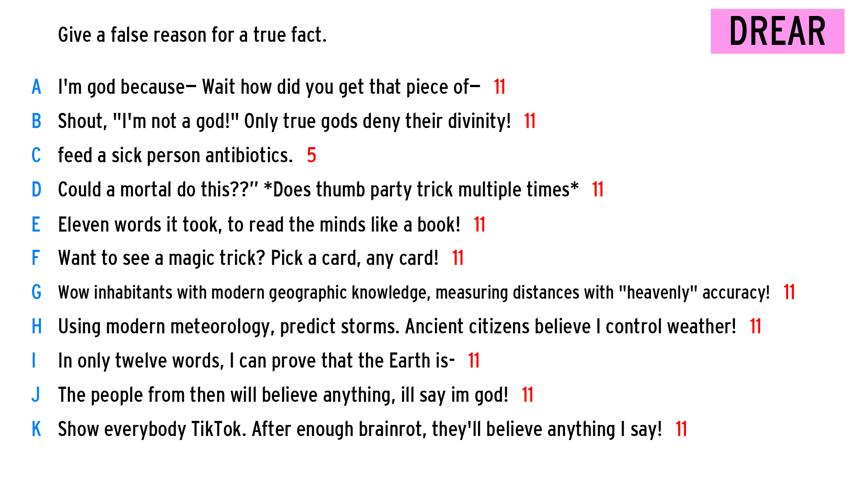 Give a false reason for a true fact.
DREAR
A I'm god because— Wait how did you get that piece of— 11
B Shout, "I'm not a god!" Only true gods deny their divinity! 11
C feed a sick person antibiotics. 5
D Could a mortal do this??” *Does thumb party trick multiple times* 11
E Eleven words it took, to read the minds like a book! 11
F Want to see a magic trick? Pick a card, any card! 11
G Wow inhabitants with modern geographic knowledge, measuring distances with "heavenly" accuracy! 11
H Using modern meteorology, predict storms. Ancient citizens believe I control weather! 11
I In only twelve words, I can prove that the Earth is- 11
J The people from then will believe anything, ill say im god! 11
K Show everybody TikTok. After enough brainrot, they'll believe anything I say! 11